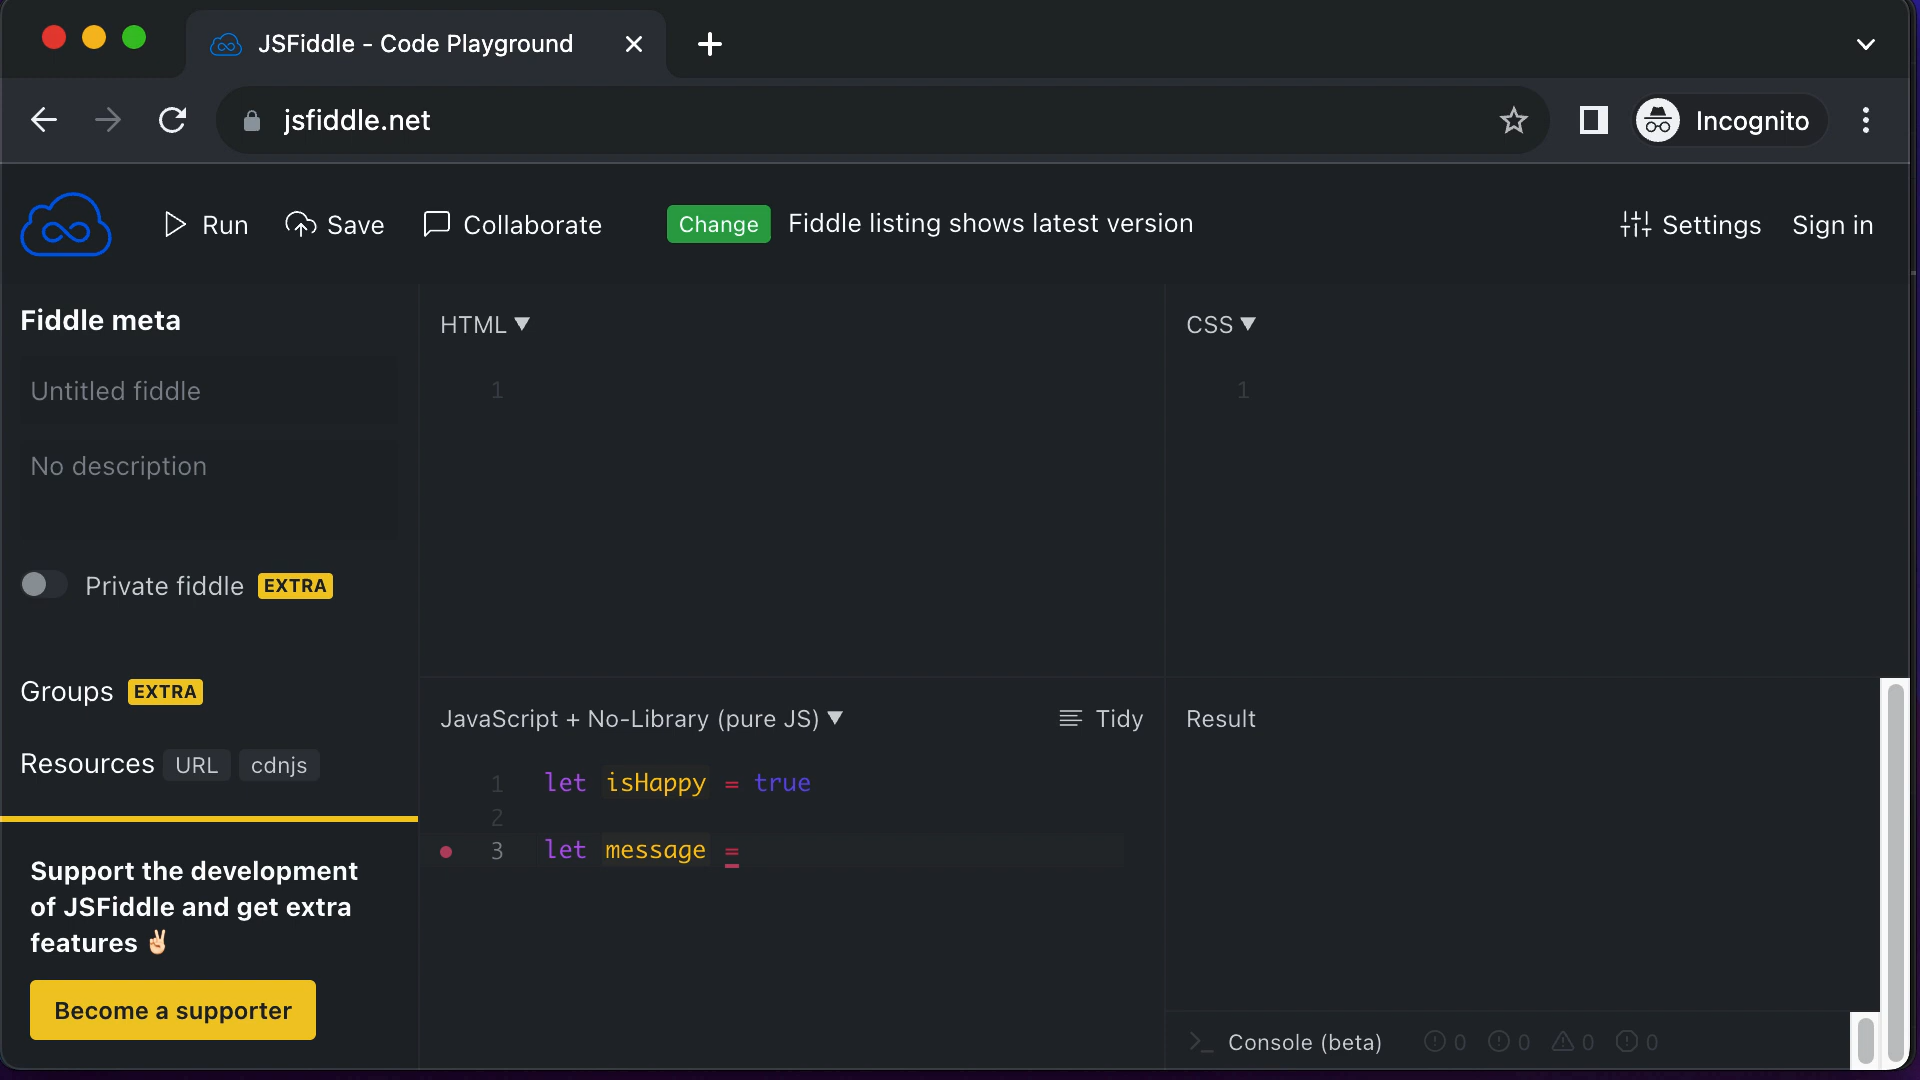 JSFiddle - Code Playground
jsfiddle.net
Incognito
Run Save Collaborate Change Fiddle listing shows latest version Settings Sign in
Fiddle meta
Untitled fiddle
No description
Private fiddle EXTRA
Groups EXTRA
Resources URL cdnjs
Support the development
of JSFiddle and get extra
features ✌🏻
Become a supporter
HTML ▼
1
CSS ▼
1
JavaScript + No-Library (pure JS) ▼ Tidy
1 let isHappy = true
2
3 let message =
Result
>_ Console (beta) 0 0 0 0